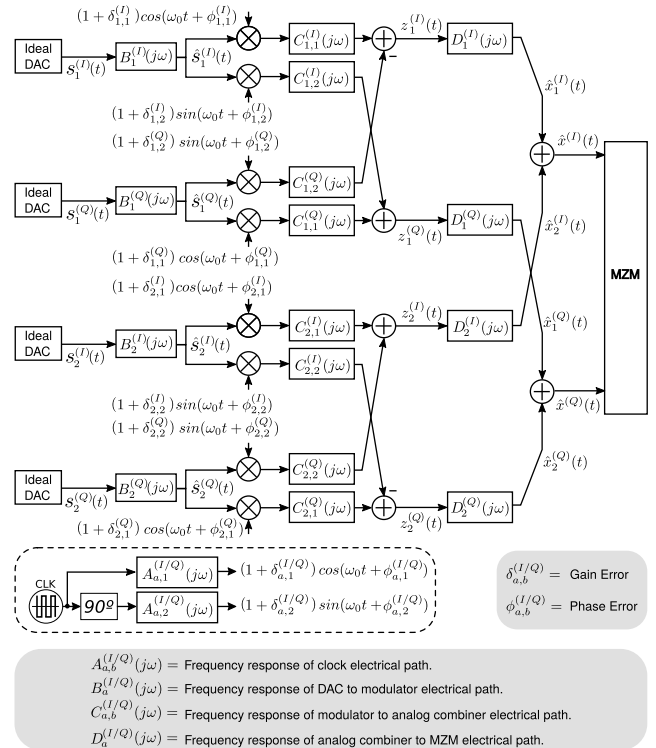 (1 + δ_{1,1}^{(I)})cos(ω₀t + φ_{1,1}^{(I)})
Ideal DAC
s_1^{(I)}(t)
B_1^{(I)}(jω)
ŝ_1^{(I)}(t)
C_{1,1}^{(I)}(jω)
C_{1,2}^{(I)}(jω)
z_1^{(I)}(t)
D_1^{(I)}(jω)
x̂_1^{(I)}(t)
(1 + δ_{1,2}^{(I)})sin(ω₀t + φ_{1,2}^{(I)})
(1 + δ_{1,2}^{(Q)}) sin(ω₀t + φ_{1,2}^{(Q)})
x̂^{(I)}(t)
Ideal DAC
s_1^{(Q)}(t)
B_1^{(Q)}(jω)
ŝ_1^{(Q)}(t)
C_{1,2}^{(Q)}(jω)
C_{1,1}^{(Q)}(jω)
z_1^{(Q)}(t)
D_1^{(Q)}(jω)
x̂_2^{(I)}(t)
(1 + δ_{1,1}^{(Q)}) cos(ω₀t + φ_{1,1}^{(Q)})
(1 + δ_{2,1}^{(I)})cos(ω₀t + φ_{2,1}^{(I)})
MZM
Ideal DAC
s_2^{(I)}(t)
B_2^{(I)}(jω)
ŝ_2^{(I)}(t)
C_{2,1}^{(I)}(jω)
C_{2,2}^{(I)}(jω)
z_2^{(I)}(t)
D_2^{(I)}(jω)
x̂_1^{(Q)}(t)
(1 + δ_{2,2}^{(I)})sin(ω₀t + φ_{2,2}^{(I)})
(1 + δ_{2,2}^{(Q)}) sin(ω₀t + φ_{2,2}^{(Q)})
x̂^{(Q)}(t)
Ideal DAC
s_2^{(Q)}(t)
B_2^{(Q)}(jω)
ŝ_2^{(Q)}(t)
C_{2,2}^{(Q)}(jω)
C_{2,1}^{(Q)}(jω)
z_2^{(Q)}(t)
D_2^{(Q)}(jω)
x̂_2^{(Q)}(t)
(1 + δ_{2,1}^{(Q)}) cos(ω₀t + φ_{2,1}^{(Q)})
CLK
A_{a,1}^{(I/Q)}(jω)
(1 + δ_{a,1}^{(I/Q)}) cos(ω₀t + φ_{a,1}^{(I/Q)})
90º
A_{a,2}^{(I/Q)}(jω)
(1 + δ_{a,2}^{(I/Q)}) sin(ω₀t + φ_{a,2}^{(I/Q)})
δ_{a,b}^{(I/Q)} = Gain Error
φ_{a,b}^{(I/Q)} = Phase Error
A_{a,b}^{(I/Q)}(jω) = Frequency response of clock electrical path.
B_a^{(I/Q)}(jω) = Frequency response of DAC to modulator electrical path.
C_{a,b}^{(I/Q)}(jω) = Frequency response of modulator to analog combiner electrical path.
D_a^{(I/Q)}(jω) = Frequency response of analog combiner to MZM electrical path.